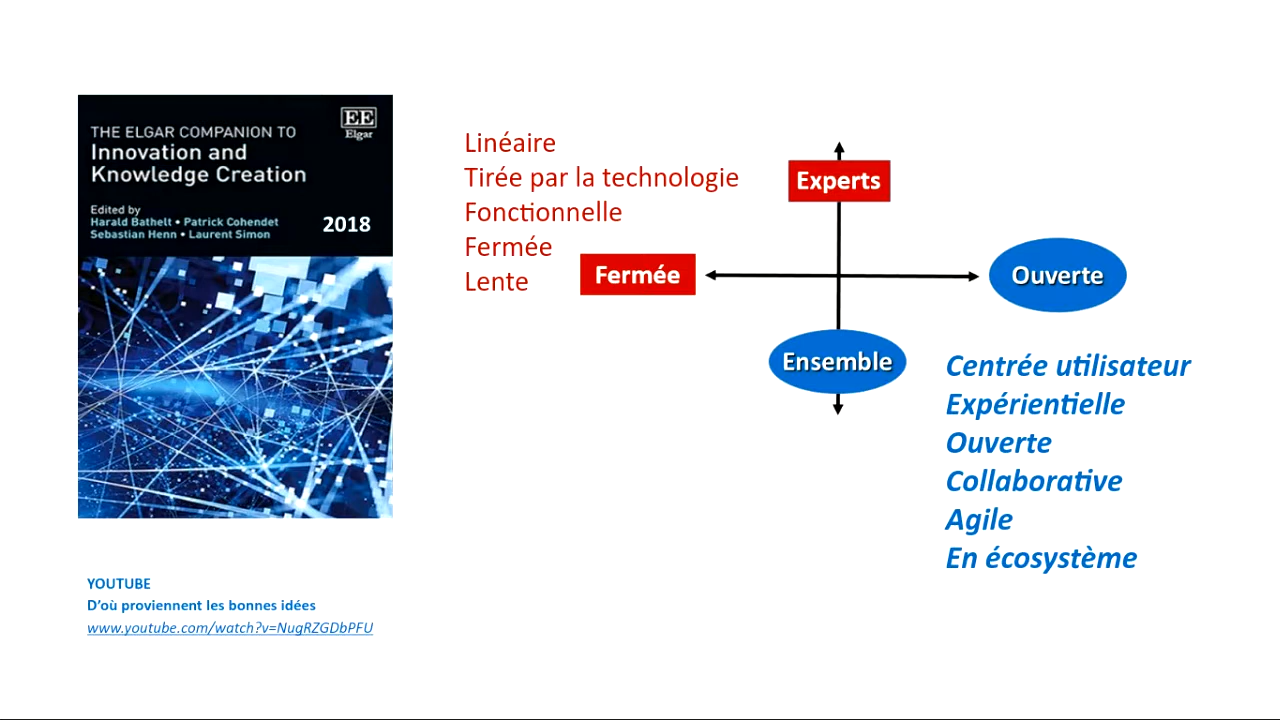 THE ELGAR COMPANION TO
Innovation and
Knowledge Creation
EE
Elgar
Edited by
Harald Bathelt • Patrick Cohendet
Sebastian Henn • Laurent Simon
2018
Linéaire
Tirée par la technologie
Fonctionnelle
Fermée
Lente
Experts
Fermée
Ouverte
Ensemble
Centrée utilisateur
Expérientielle
Ouverte
Collaborative
Agile
En écosystème
YOUTUBE
D'où proviennent les bonnes idées
www.youtube.com/watch?v=NugRZGDbPFU